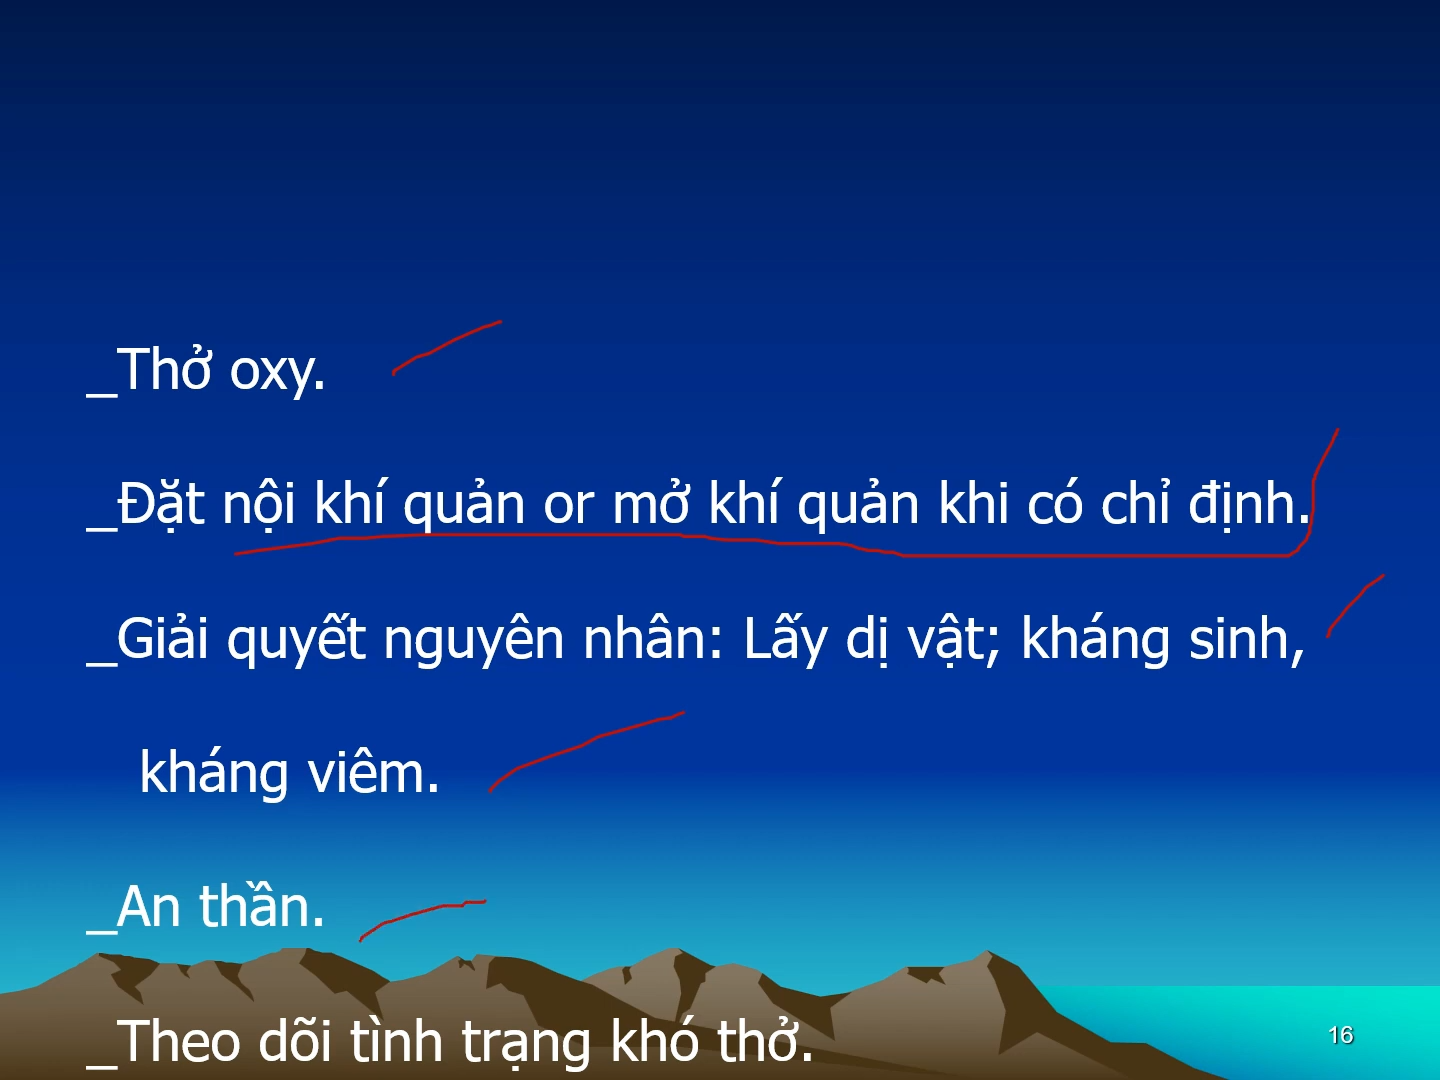 _Thở oxy.
_Đặt nội khí quản or mở khí quản khi có chỉ định.
_Giải quyết nguyên nhân: Lấy dị vật; kháng sinh,
kháng viêm.
_An thần.
_Theo dõi tình trạng khó thở.
16